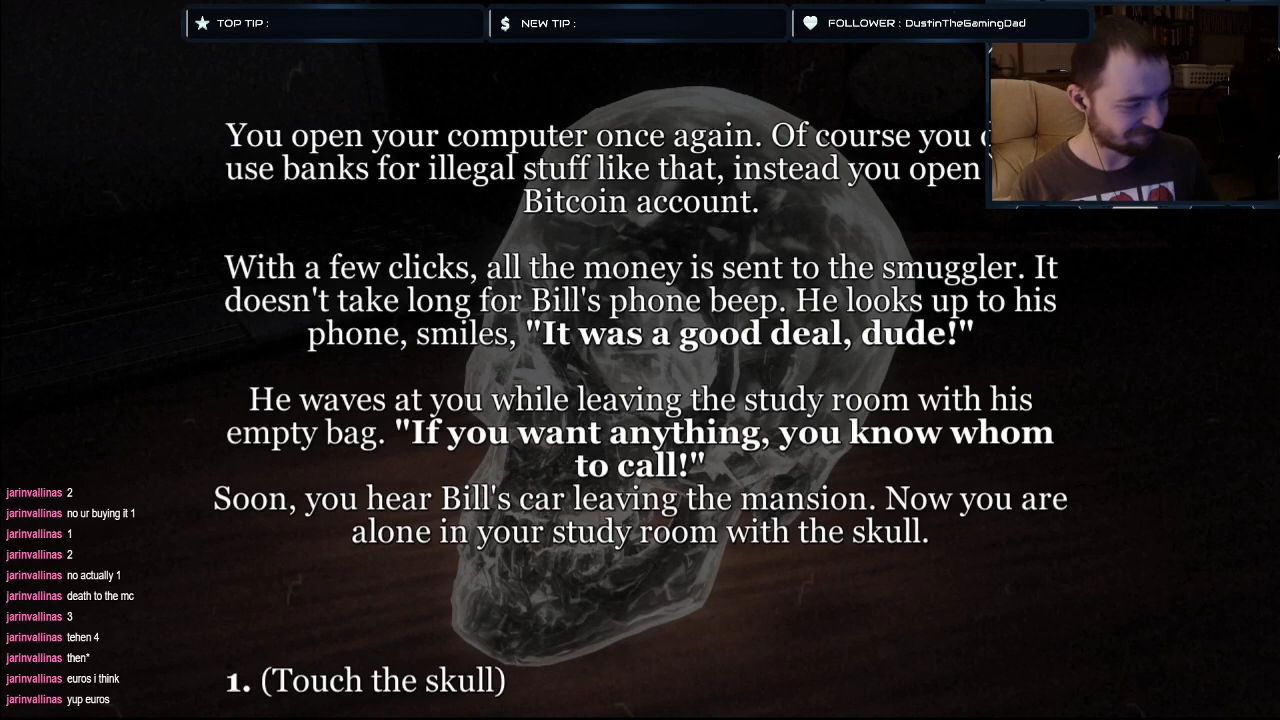 TOP TIP :
NEW TIP :
FOLLOWER : DustinTheGamingDad
You open your computer once again. Of course you
use banks for illegal stuff like that, instead you open
Bitcoin account.
With a few clicks, all the money is sent to the smuggler. It
doesn't take long for Bill's phone beep. He looks up to his
phone, smiles, "It was a good deal, dude!"
He waves at you while leaving the study room with his
empty bag. "If you want anything, you know whom
to call!"
Soon, you hear Bill's car leaving the mansion. Now you are
alone in your study room with the skull.
1. (Touch the skull)
jarinvallinas 2
jarinvallinas no ur buying it 1
jarinvallinas 1
jarinvallinas 2
jarinvallinas no actually 1
jarinvallinas death to the mc
jarinvallinas 3
jarinvallinas tehen 4
jarinvallinas then*
jarinvallinas euros i think
jarinvallinas yup euros